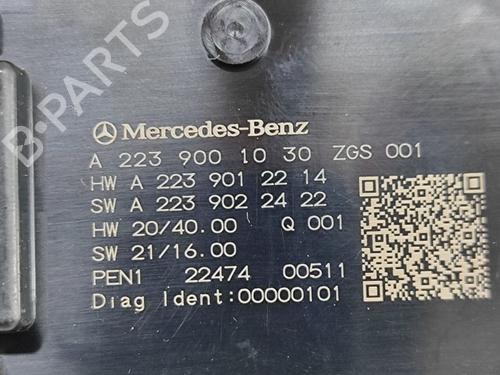 B-PARTS
Mercedes-Benz
A 223 900 10 30 ZGS 001
HW A 223 901 22 14
SW A 223 902 24 22
HW 20/40.00 Q 001
SW 21/16.00
PEN1 22474 00511
Diag Ident:00000101